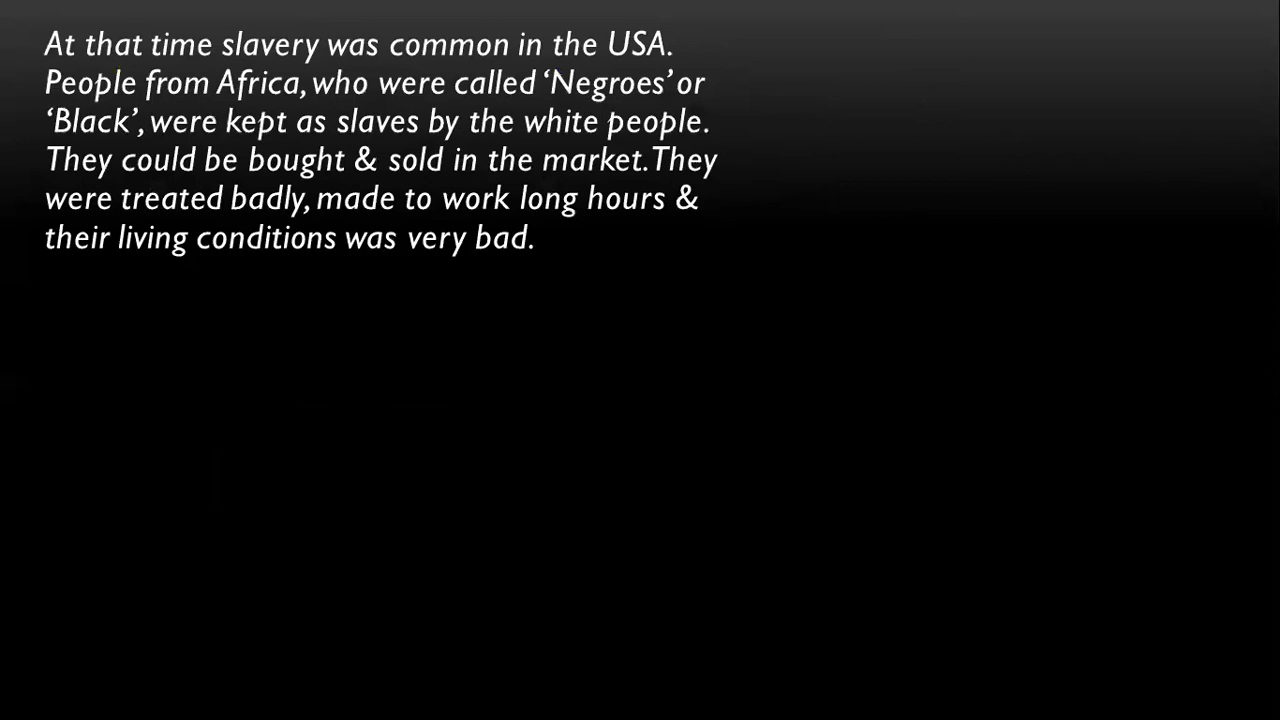 At that time slavery was common in the USA.
People from Africa, who were called ‘Negroes’ or
‘Black’, were kept as slaves by the white people.
They could be bought & sold in the market. They
were treated badly, made to work long hours &
their living conditions was very bad.